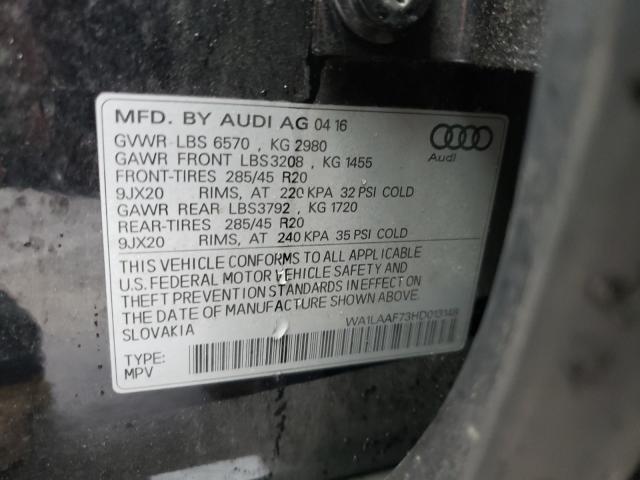 MFD. BY AUDI AG 04 16
GVWR LBS 6570 , KG 2980
GAWR FRONT LBS3208 , KG 1455
FRONT-TIRES 285/45 R20
9JX20 RIMS, AT 220 KPA 32 PSI COLD
GAWR REAR LBS3792 , KG 1720
REAR-TIRES 285/45 R20
9JX20 RIMS, AT 240 KPA 35 PSI COLD
THIS VEHICLE CONFORMS TO ALL APPLICABLE
U.S. FEDERAL MOTOR VEHICLE SAFETY AND
THEFT PREVENTION STANDARDS IN EFFECT ON
THE DATE OF MANUFACTURE SHOWN ABOVE.
SLOVAKIA
WA1LAAF73HD013148
TYPE:
MPV
Audi